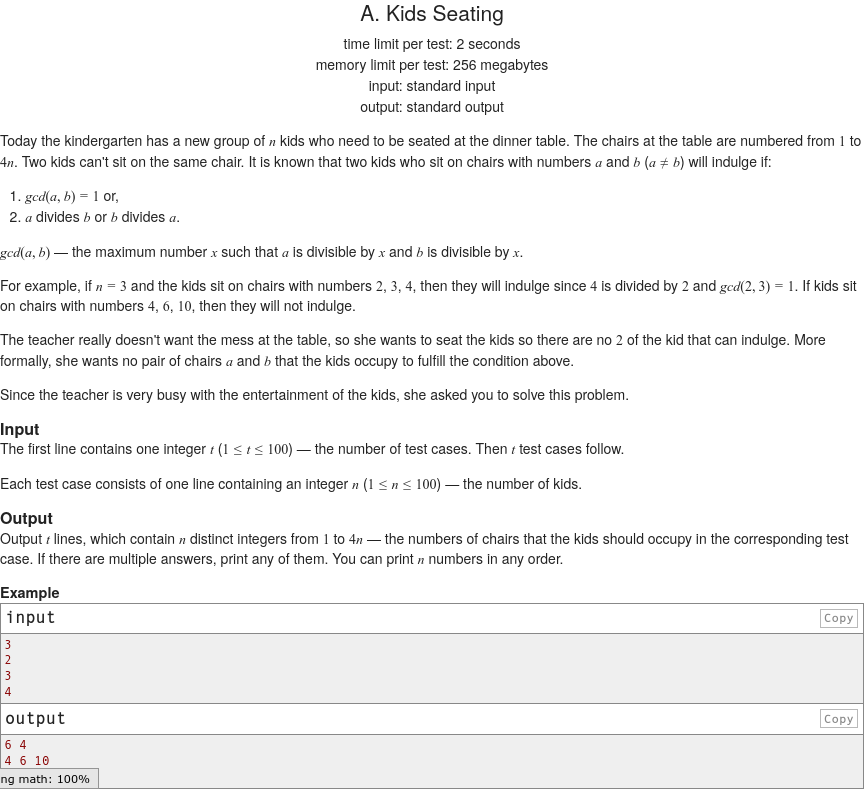 A. Kids Seating
time limit per test: 2 seconds
memory limit per test: 256 megabytes
input: standard input
output: standard output
Today the kindergarten has a new group of n kids who need to be seated at the dinner table. The chairs at the table are numbered from 1 to
4n. Two kids can't sit on the same chair. It is known that two kids who sit on chairs with numbers a and b (a ≠ b) will indulge if:
1. gcd(a, b) = 1 or,
2. a divides b or b divides a.
gcd(a, b) — the maximum number x such that a is divisible by x and b is divisible by x.
For example, if n = 3 and the kids sit on chairs with numbers 2, 3, 4, then they will indulge since 4 is divided by 2 and gcd(2, 3) = 1. If kids sit
on chairs with numbers 4, 6, 10, then they will not indulge.
The teacher really doesn't want the mess at the table, so she wants to seat the kids so there are no 2 of the kid that can indulge. More
formally, she wants no pair of chairs a and b that the kids occupy to fulfill the condition above.
Since the teacher is very busy with the entertainment of the kids, she asked you to solve this problem.
Input
The first line contains one integer t (1 ≤ t ≤ 100) — the number of test cases. Then t test cases follow.
Each test case consists of one line containing an integer n (1 ≤ n ≤ 100) — the number of kids.
Output
Output t lines, which contain n distinct integers from 1 to 4n — the numbers of chairs that the kids should occupy in the corresponding test
case. If there are multiple answers, print any of them. You can print n numbers in any order.
Example
input Copy
3
2
3
4
output Copy
6 4
4 6 10
ng math: 100%